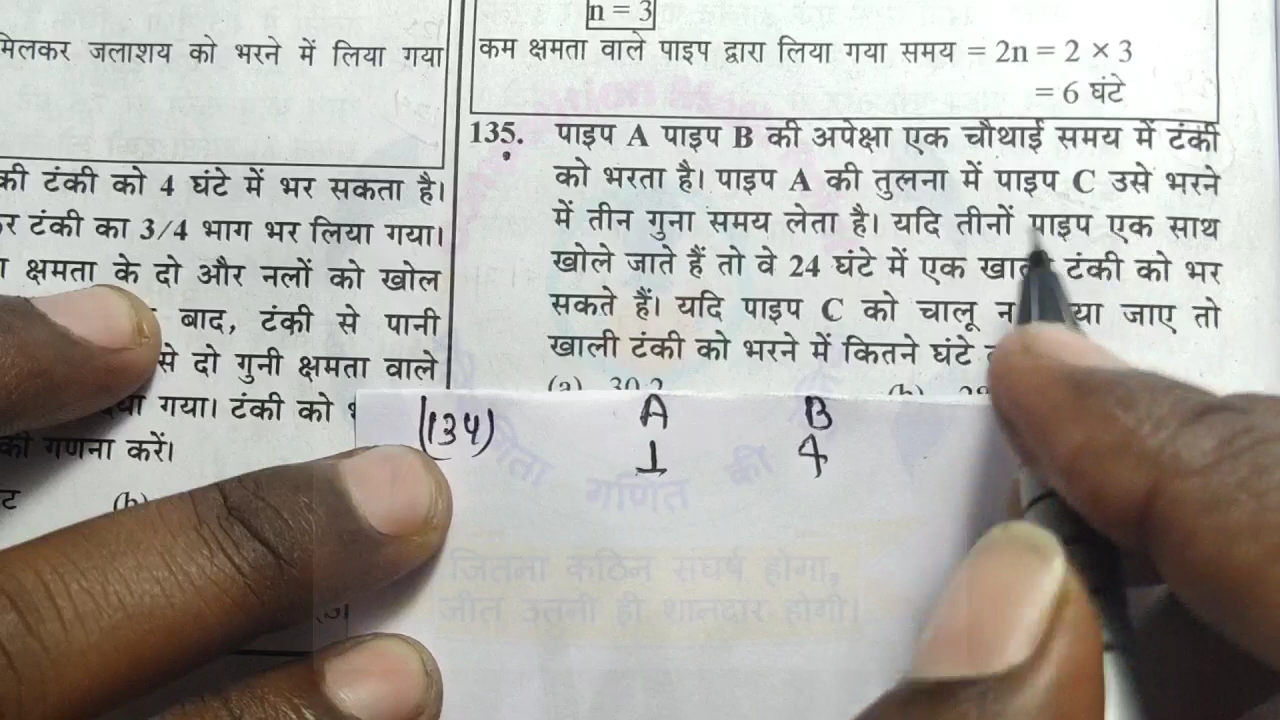 n = 3
मिलकर जलाशय को भरने में लिया गया
की टंकी को 4 घंटे में भर सकता है।
र टंकी का 3/4 भाग भर लिया गया।
क्षमता के दो और नलों को खोल
बाद, टंकी से पानी
से दो गुनी क्षमता वाले
गया। टंकी को
की गणना करें।
कम क्षमता वाले पाइप द्वारा लिया गया समय = 2n = 2 × 3
= 6 घंटे
135. पाइप A पाइप B की अपेक्षा एक चौथाई समय में टंकी
को भरता है। पाइप A की तुलना में पाइप C उसे भरने
में तीन गुना समय लेता है। यदि तीनों पाइप एक साथ
खोले जाते हैं तो वे 24 घंटे में एक टंकी को भर
सकते हैं। यदि पाइप C को चालू जाए तो
खाली टंकी को भरने में कितने घंटे
(a) 30.2 (b)
(134) A B
1 4
गणित की
जितना कठिन संघर्ष होगा,
जीत उतनी ही शानदार होगी।